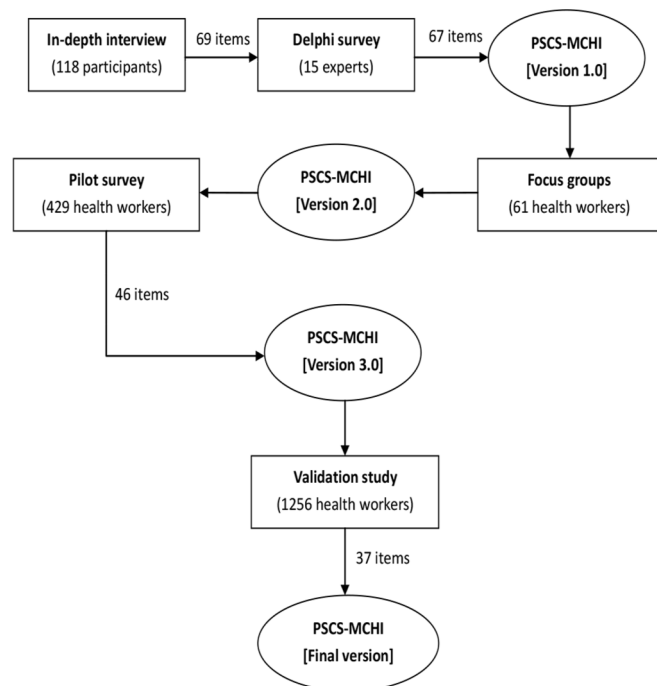 In-depth interview
(118 participants)
69 items
Delphi survey
(15 experts)
67 items
PSCS-MCHI
[Version 1.0]
Pilot survey
(429 health workers)
PSCS-MCHI
[Version 2.0]
Focus groups
(61 health workers)
46 items
PSCS-MCHI
[Version 3.0]
Validation study
(1256 health workers)
37 items
PSCS-MCHI
[Final version]